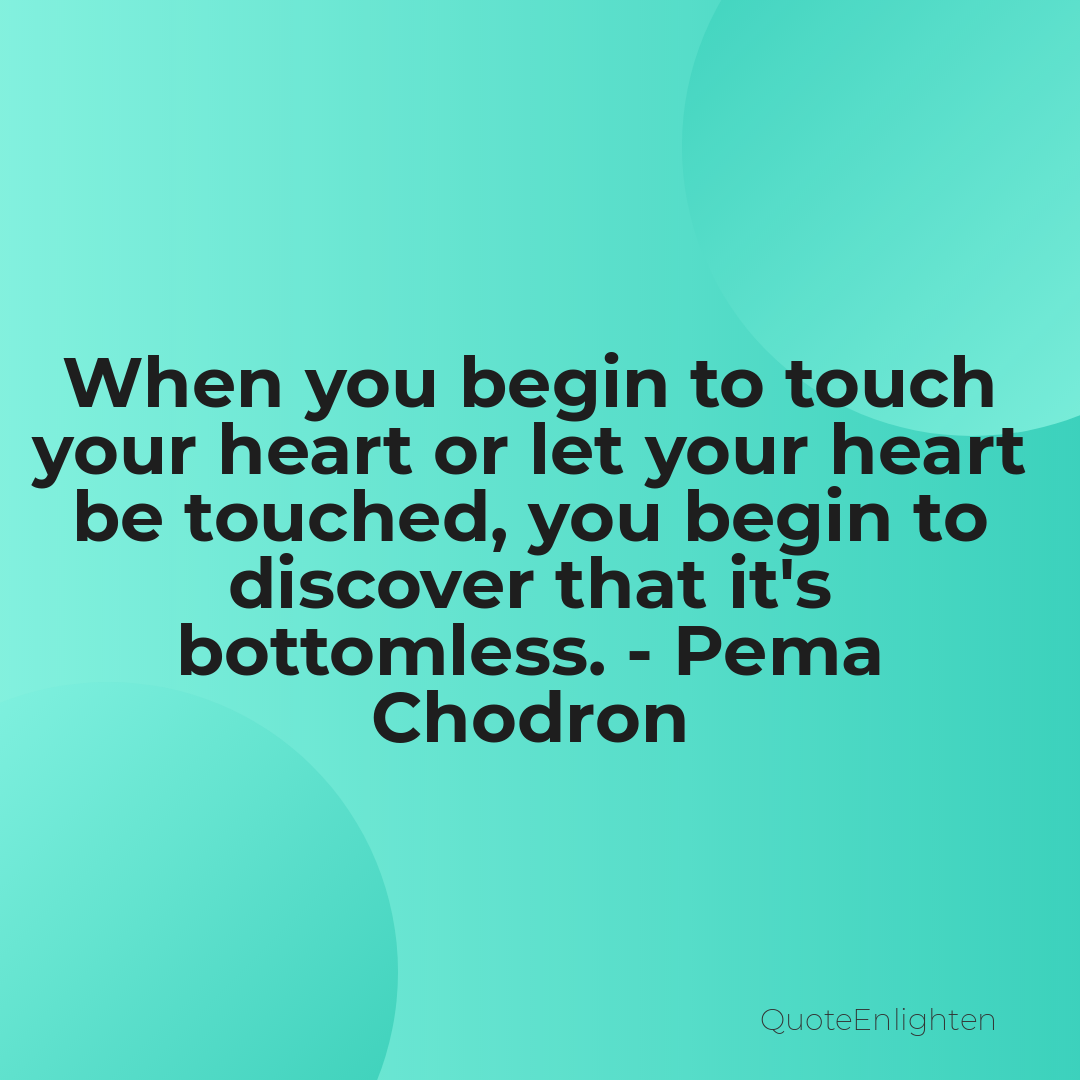 When you begin to touch
your heart or let your heart
be touched, you begin to
discover that it's
bottomless. - Pema
Chodron
QuoteEnlighten